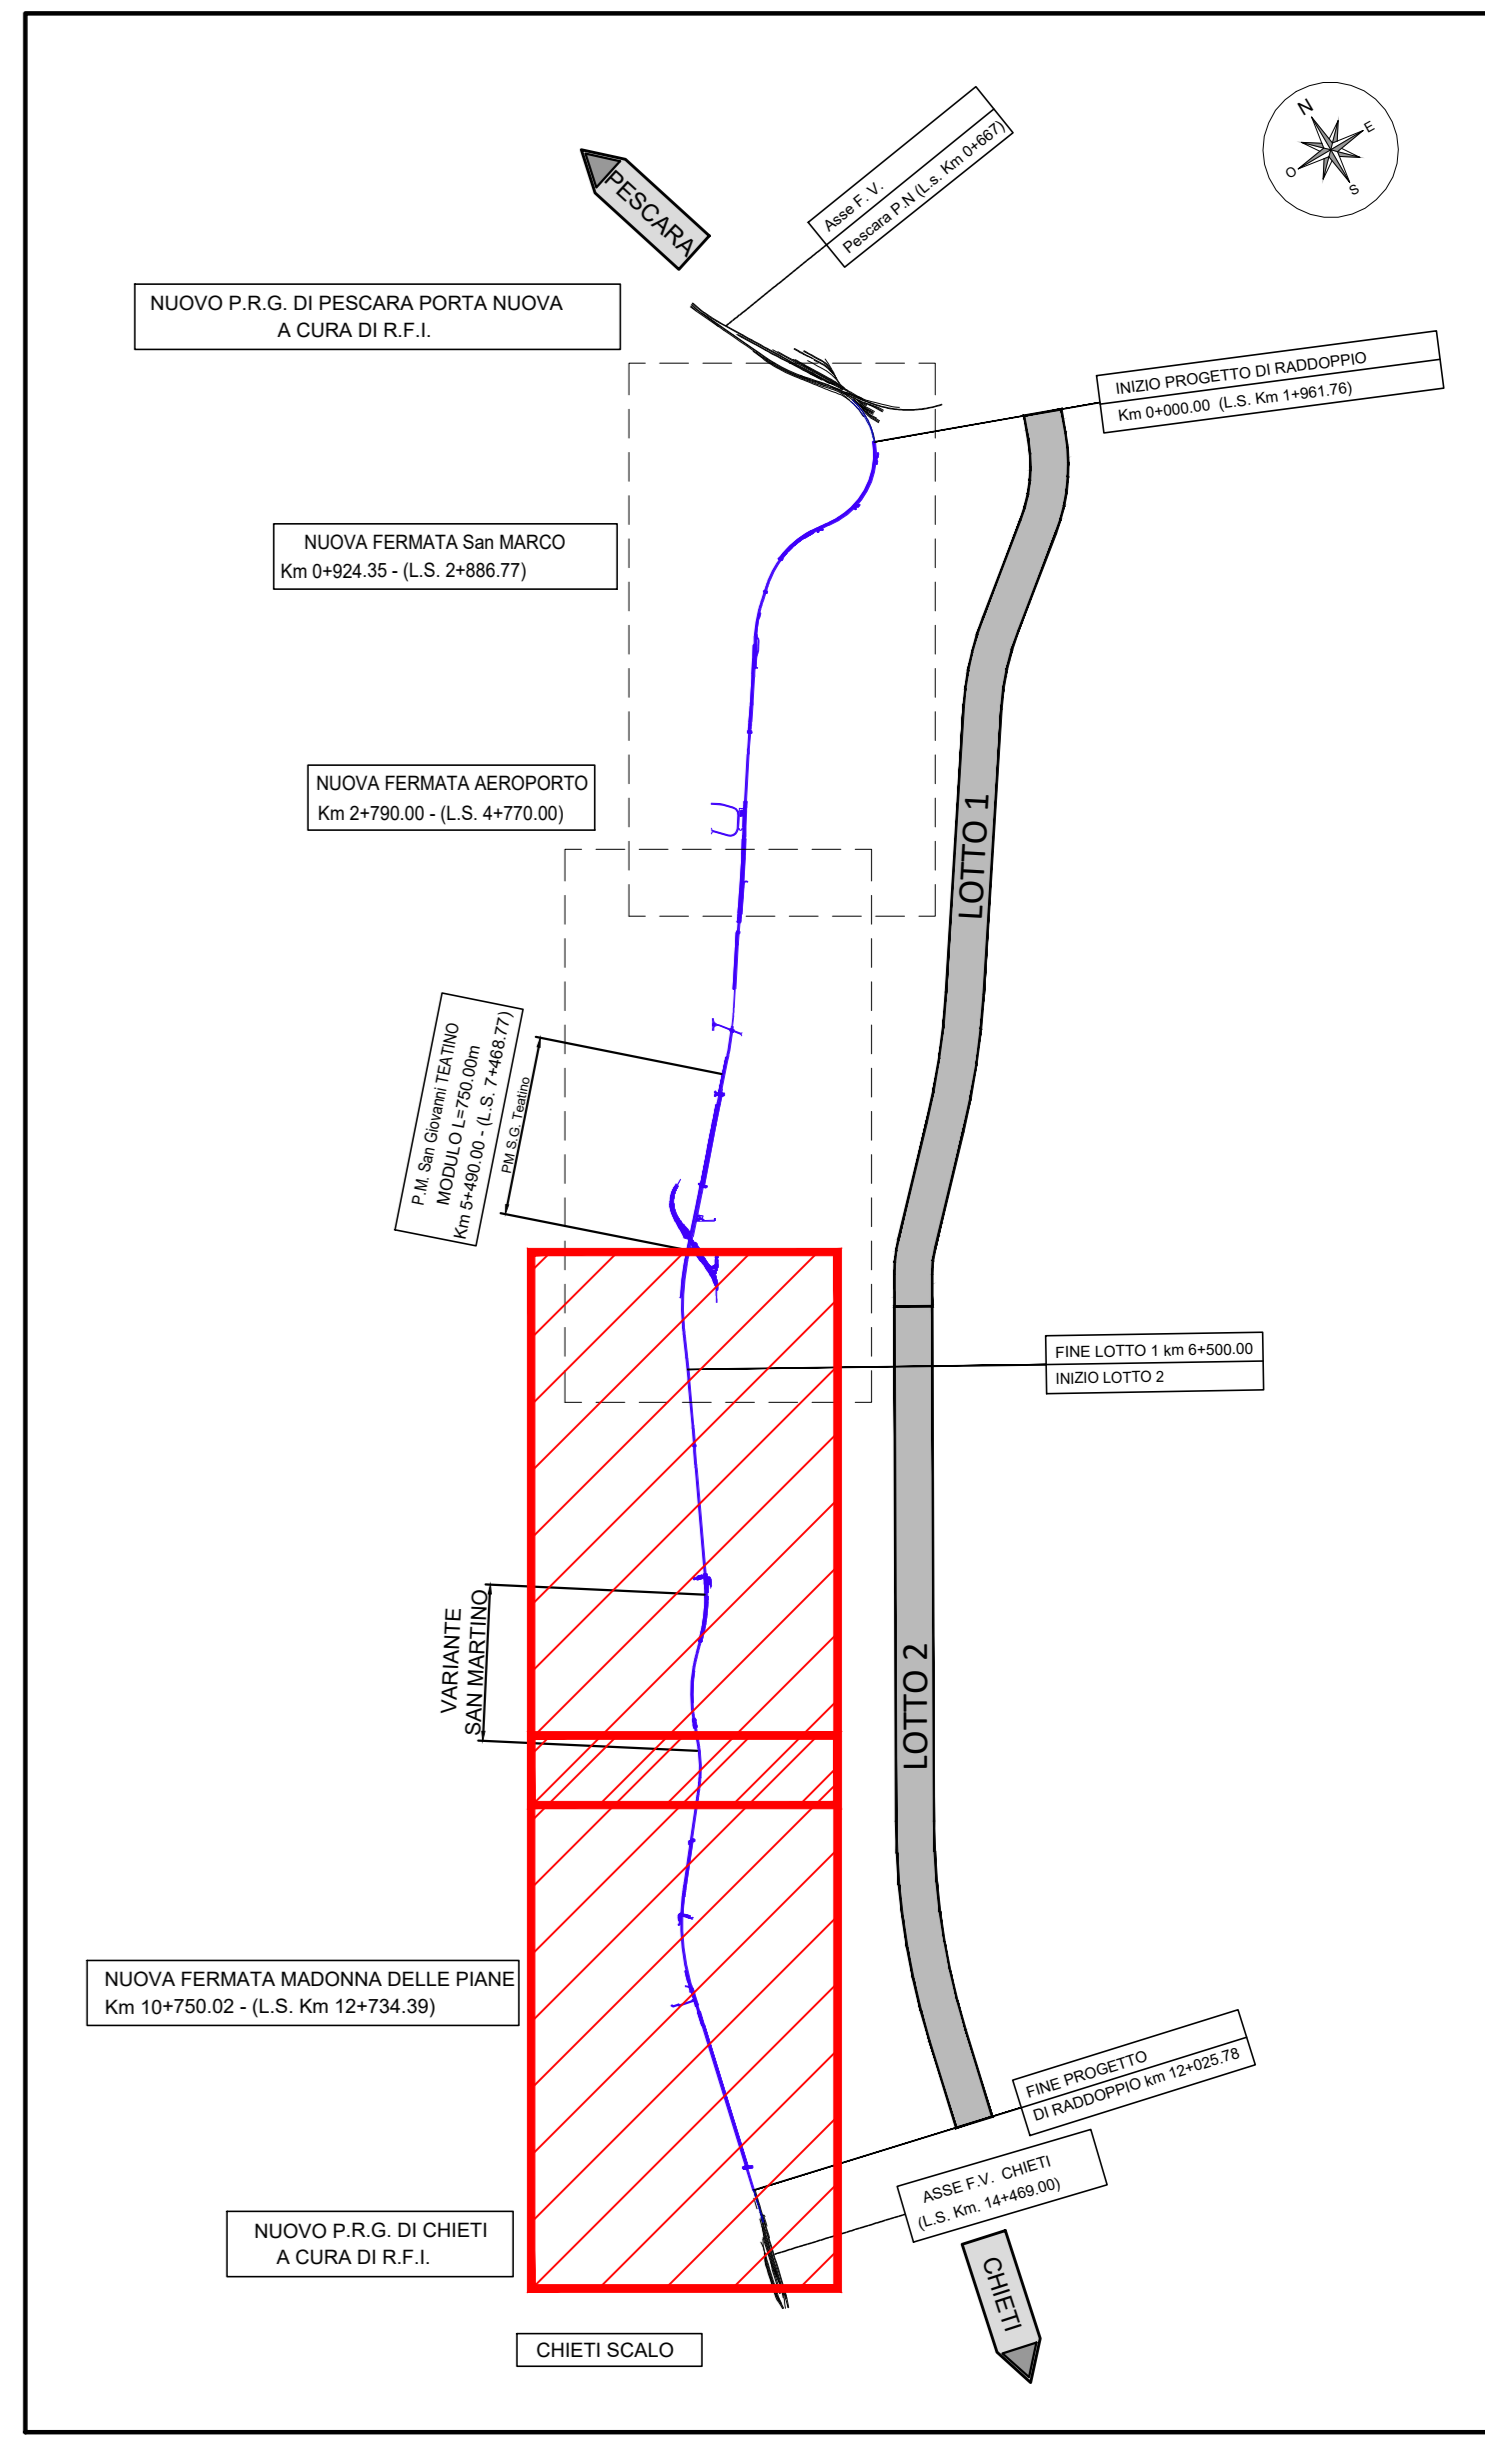 N
E
O
S
PESCARA
Asse F. V.
Pescara P.N (L.s. Km 0+667)
NUOVO P.R.G. DI PESCARA PORTA NUOVA
A CURA DI R.F.I.
INIZIO PROGETTO DI RADDOPPIO
Km 0+000.00 (L.S. Km 1+961.76)
NUOVA FERMATA San MARCO
Km 0+924.35 - (L.S. 2+886.77)
NUOVA FERMATA AEROPORTO
Km 2+790.00 - (L.S. 4+770.00)
LOTTO 1
P.M. San Giovanni TEATINO
MODULO L=750.00m
Km 5+490.00 - (L.S. 7+468.77)
PM S.G. Teatino
FINE LOTTO 1 km 6+500.00
INIZIO LOTTO 2
VARIANTE
SAN MARTINO
LOTTO 2
NUOVA FERMATA MADONNA DELLE PIANE
Km 10+750.02 - (L.S. Km 12+734.39)
FINE PROGETTO
DI RADDOPPIO km 12+025.78
ASSE F.V. CHIETI
(L.S. Km. 14+469.00)
NUOVO P.R.G. DI CHIETI
A CURA DI R.F.I.
CHIETI
CHIETI SCALO